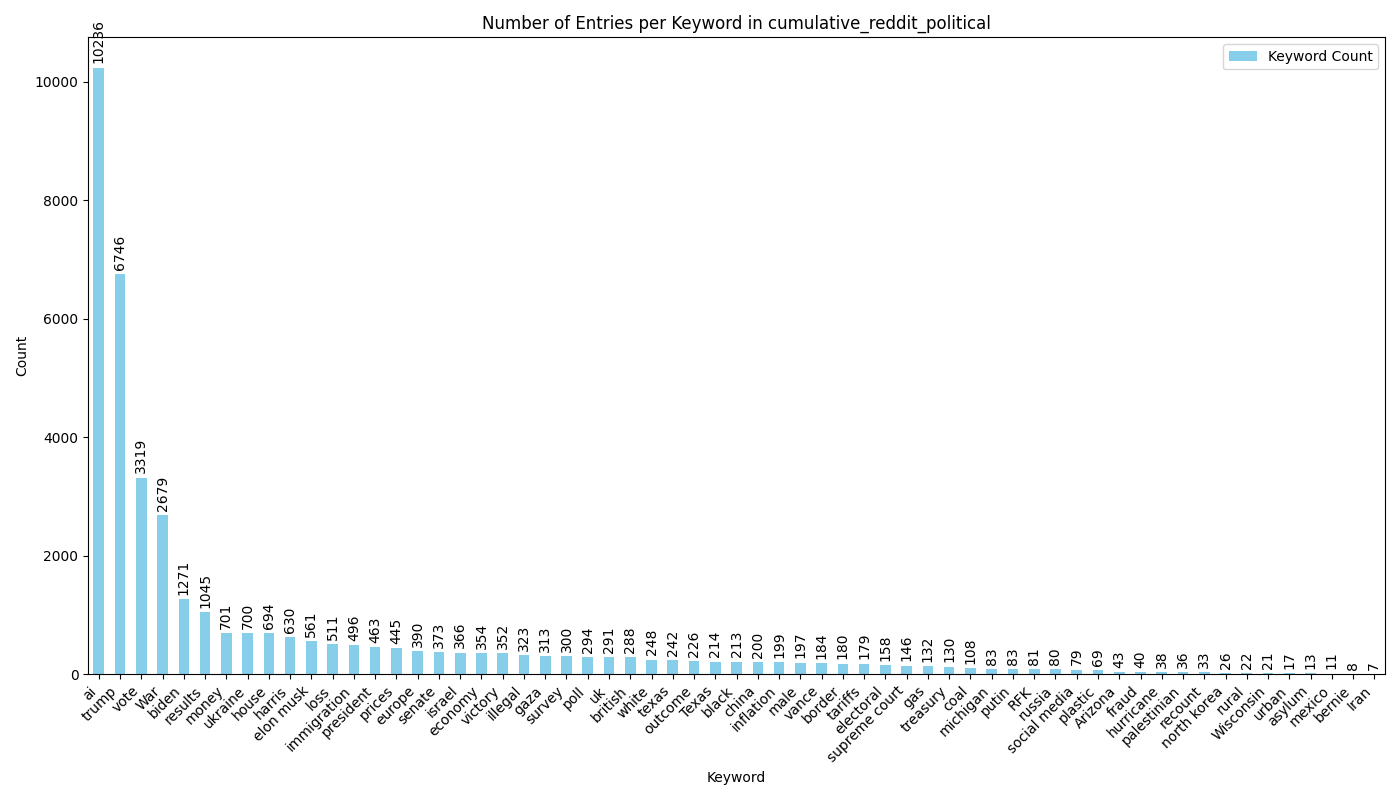 Number of Entries per Keyword in cumulative_reddit_political
Keyword Count
Count
10000
8000
6000
4000
2000
0
10236
6746
3319
2679
1271
1045
701
700
694
630
561
511
496
463
445
390
373
366
354
352
323
313
300
294
291
288
248
242
226
214
213
200
199
197
184
180
179
158
146
132
130
108
83
83
81
80
79
69
43
40
38
36
33
26
22
21
17
13
11
8
7
ai
trump
vote
War
biden
results
money
ukraine
house
harris
elon musk
loss
immigration
president
prices
europe
senate
israel
economy
victory
illegal
gaza
survey
poll
uk
british
white
texas
outcome
Texas
black
china
inflation
male
vance
border
tariffs
electoral
supreme court
gas
treasury
coal
michigan
putin
RFK
russia
social media
plastic
Arizona
fraud
hurricane
palestinian
recount
north korea
rural
Wisconsin
urban
asylum
mexico
bernie
Iran
Keyword